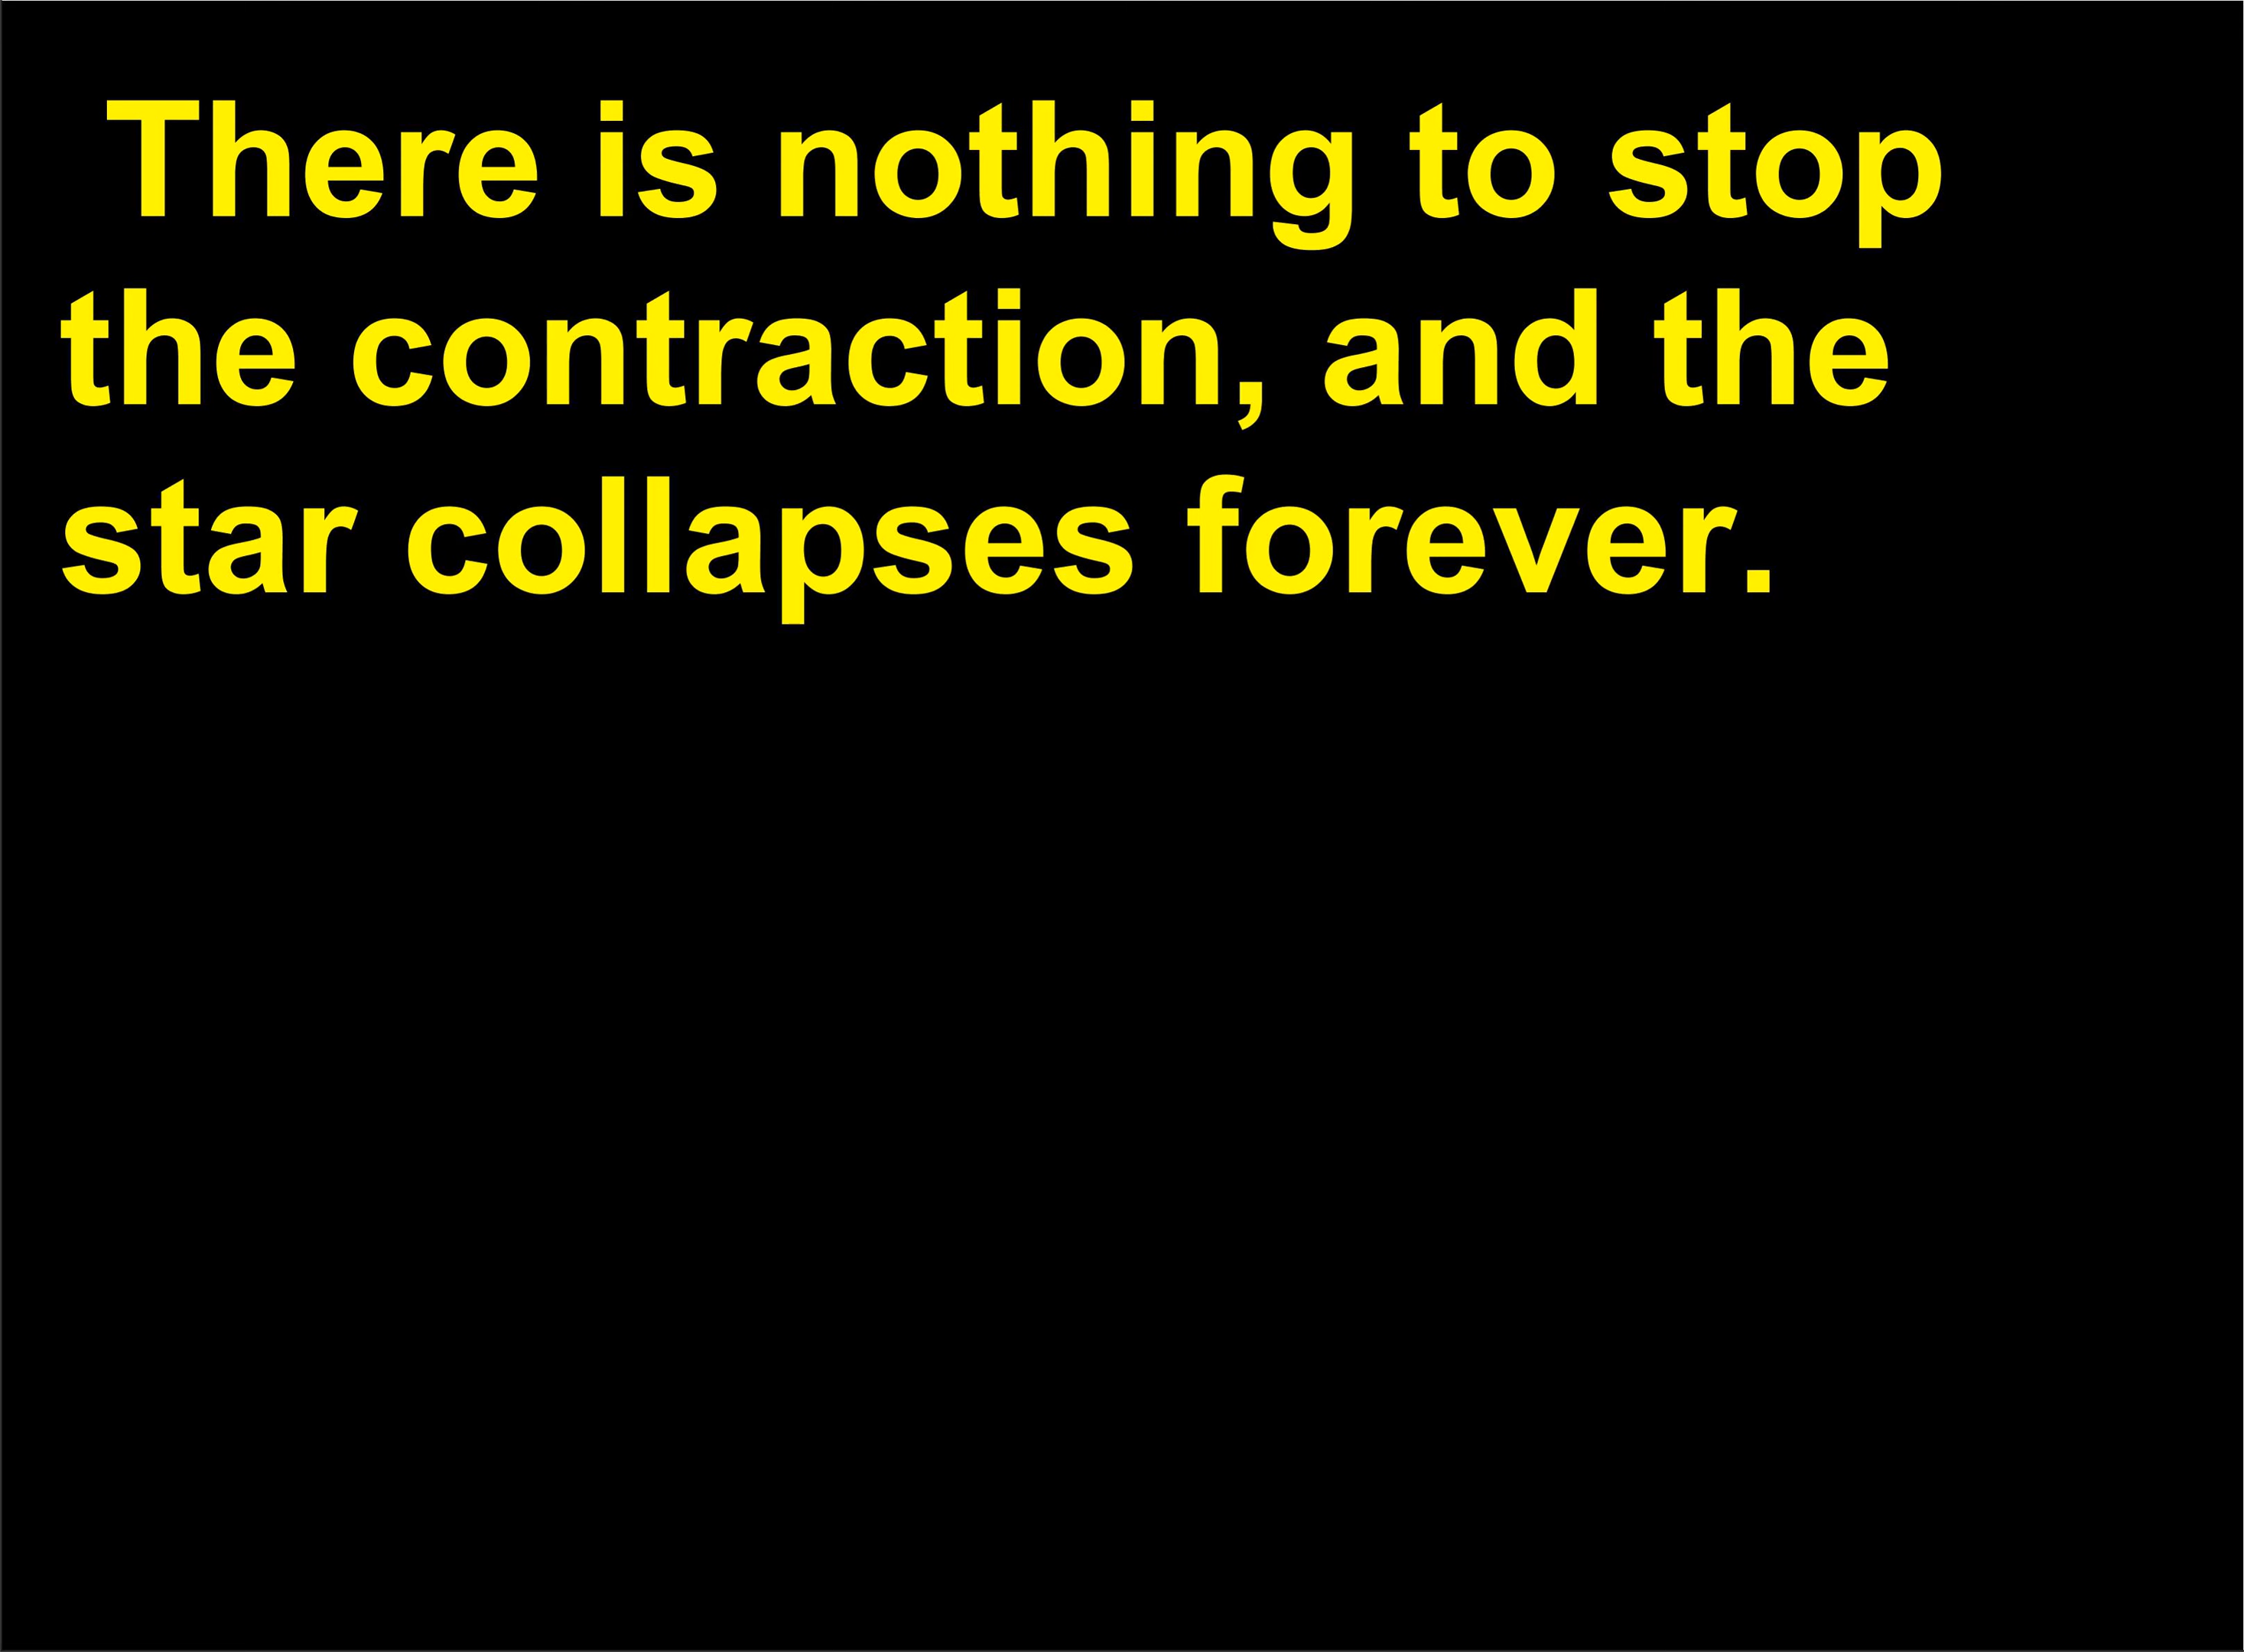 There is nothing to stop
the contraction, and the
star collapses forever.